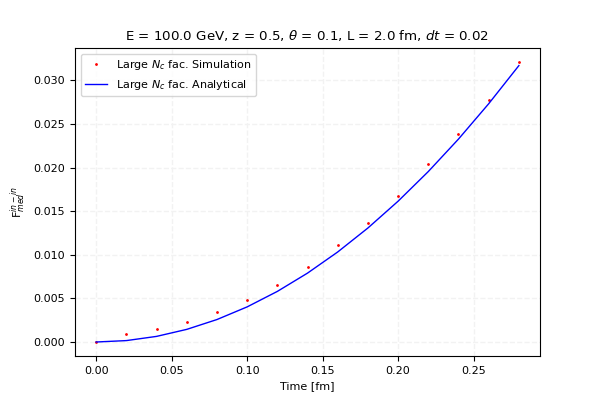 E = 100.0 GeV, z = 0.5, θ = 0.1, L = 2.0 fm, dt = 0.02
Large N_c fac. Simulation
Large N_c fac. Analytical
0.030
0.025
0.020
0.015
0.010
0.005
0.000
F_med^{in−in}
0.00 0.05 0.10 0.15 0.20 0.25
Time [fm]